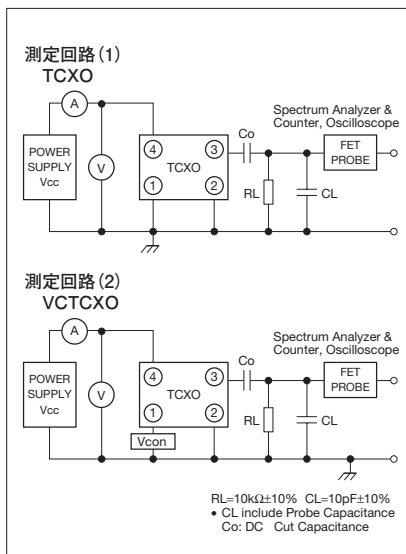 測定回路(1)
TCXO
A
POWER
SUPPLY
Vcc
V
4
3
TCXO
1
2
Co
RL
CL
Spectrum Analyzer &
Counter, Oscilloscope
FET
PROBE
測定回路(2)
VCTCXO
A
POWER
SUPPLY
Vcc
V
4
3
TCXO
1
2
Vcon
Co
RL
CL
Spectrum Analyzer &
Counter, Oscilloscope
FET
PROBE
RL=10kΩ±10% CL=10pF±10%
• CL include Probe Capacitance
Co: DC Cut Capacitance